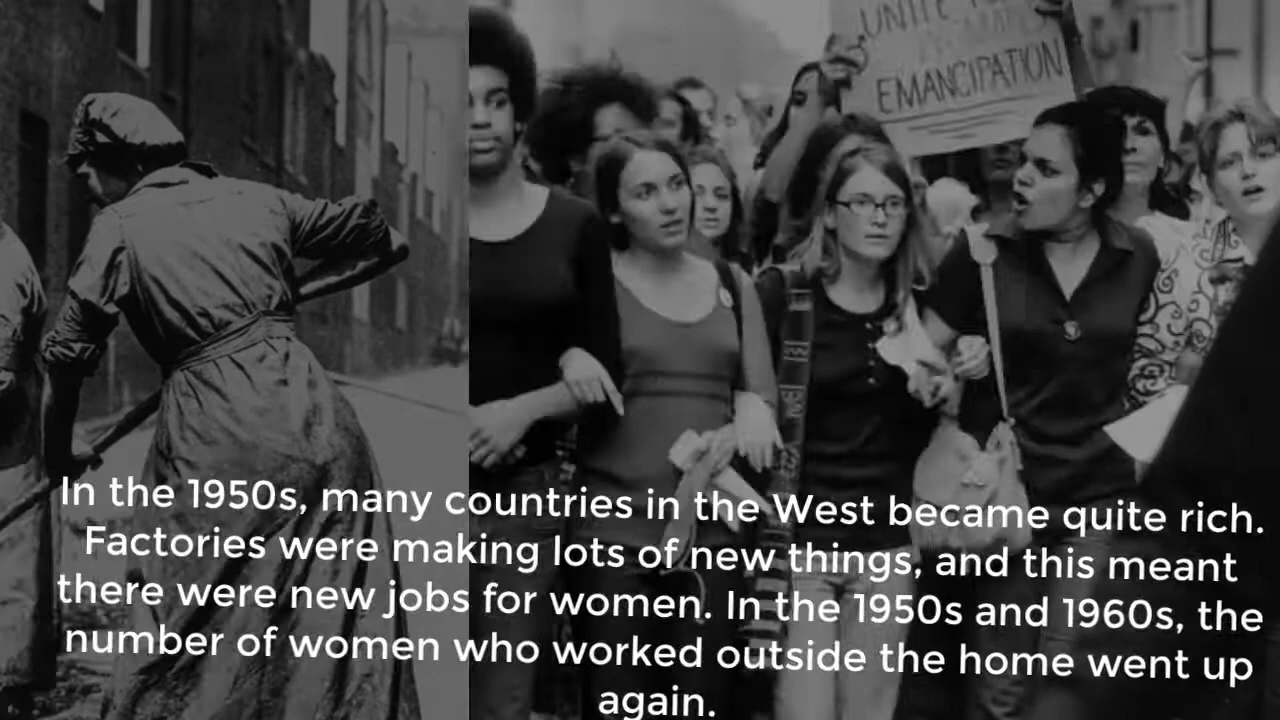 UNITE
EMANCIPATION
In the 1950s, many countries in the West became quite rich.
Factories were making lots of new things, and this meant
there were new jobs for women. In the 1950s and 1960s, the
number of women who worked outside the home went up
again.